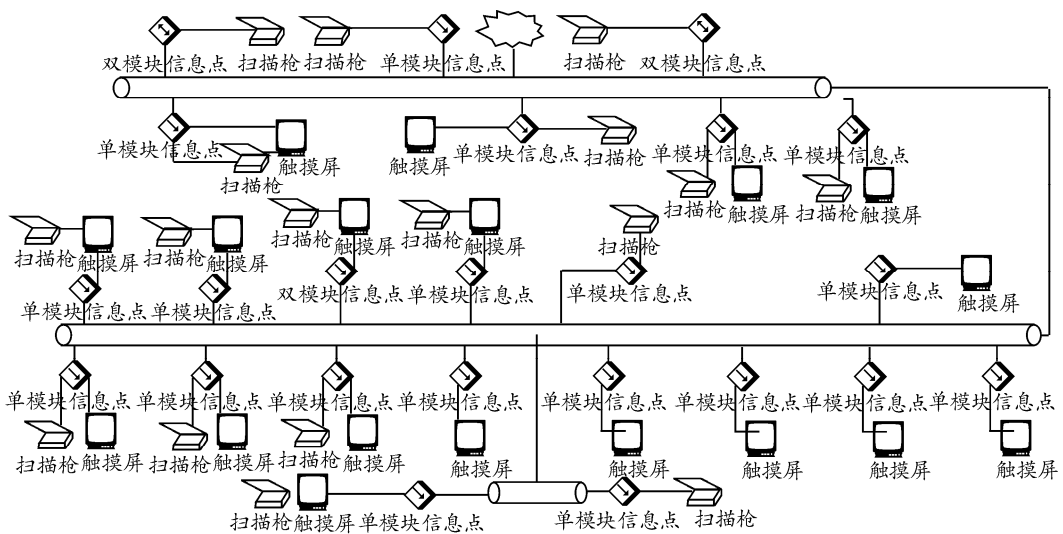 双模块信息点 扫描枪 扫描枪 单模块信息点 扫描枪 双模块信息点
单模块信息点 扫描枪 触摸屏 触摸屏 单模块信息点 扫描枪 单模块信息点 扫描枪 触摸屏 单模块信息点 扫描枪 触摸屏
扫描枪 触摸屏 扫描枪 触摸屏 扫描枪 触摸屏 扫描枪 触摸屏 扫描枪
单模块信息点 单模块信息点 双模块信息点 单模块信息点 单模块信息点 单模块信息点 触摸屏
单模块信息点 单模块信息点 单模块信息点 单模块信息点 单模块信息点 单模块信息点 单模块信息点 单模块信息点
扫描枪 触摸屏 扫描枪 触摸屏 扫描枪 触摸屏 触摸屏 触摸屏 触摸屏 触摸屏 触摸屏
扫描枪 触摸屏 单模块信息点 单模块信息点 扫描枪